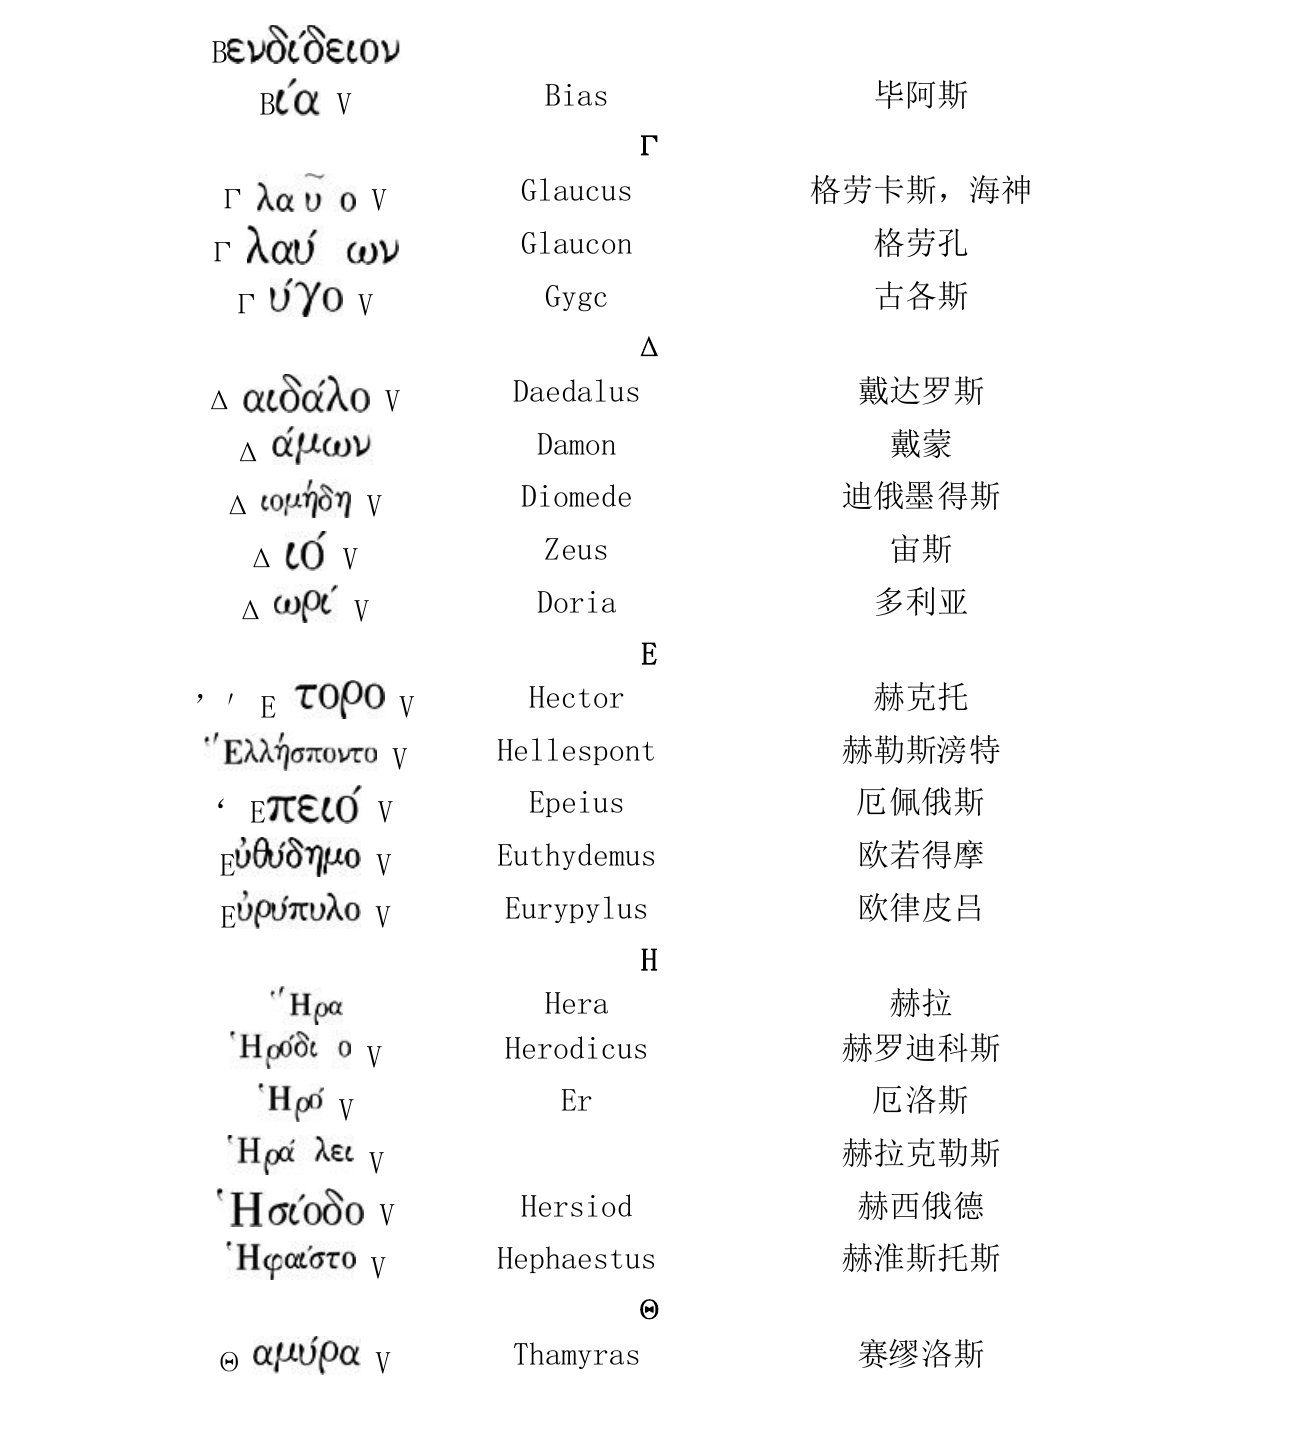 Βενδίδειον
Βία V Bias 毕阿斯
Γ
Γ λα ῦ ο V Glaucus 格劳卡斯，海神
Γ λαύ ων Glaucon 格劳孔
Γ ύγο V Gygc 古各斯
Δ
Δ αιδάλο V Daedalus 戴达罗斯
Δ άμων Damon 戴蒙
Δ ιομήδη V Diomede 迪俄墨得斯
Δ ιό V Zeus 宙斯
Δ ωρί V Doria 多利亚
Ε
’ ′ Ε τορο V Hector 赫克托
῾′Ελλήσποντο V Hellespont 赫勒斯滂特
‘ Επειό V Epeius 厄佩俄斯
Εὐθύδημο V Euthydemus 欧若得摩
Εὐρύπυλο V Eurypylus 欧律皮吕
Η
῾′Ηρα Hera 赫拉
Ἡρόδι ο V Herodicus 赫罗迪科斯
Ἡρό V Er 厄洛斯
Ἡρά λει V 赫拉克勒斯
Ἡσίοδο V Hersiod 赫西俄德
Ἡφαίστο V Hephaestus 赫淮斯托斯
Θ
Θ αμύρα V Thamyras 赛缪洛斯